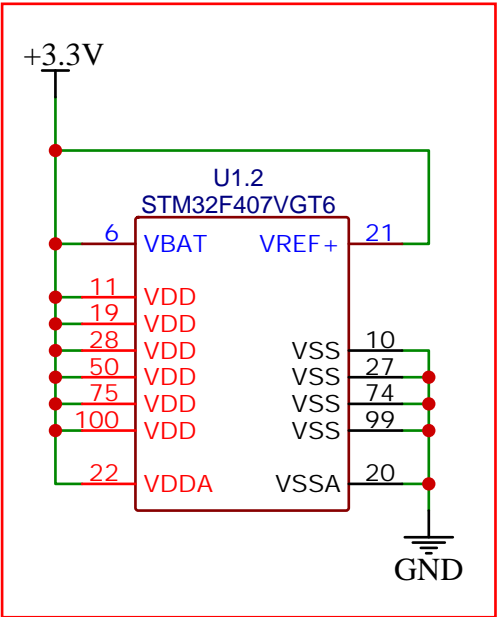 +3.3V
U1.2
STM32F407VGT6
6 VBAT VREF+ 21
11 VDD
19 VDD
28 VDD VSS 10
50 VDD VSS 27
75 VDD VSS 74
100 VDD VSS 99
22 VDDA VSSA 20
GND